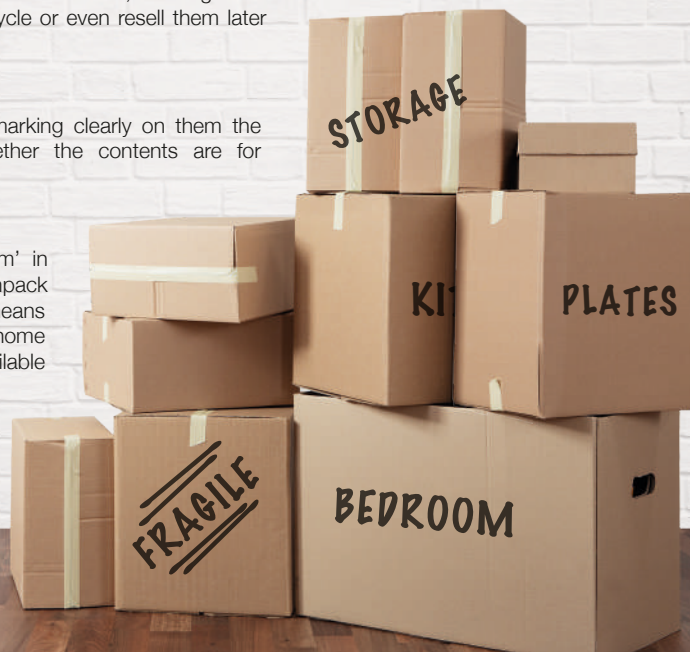 ycle or even resell them later
marking clearly on them the
ether the contents are for
m' in
npack
eans
home
ilable
STORAGE
KI
PLATES
FRAGILE
BEDROOM